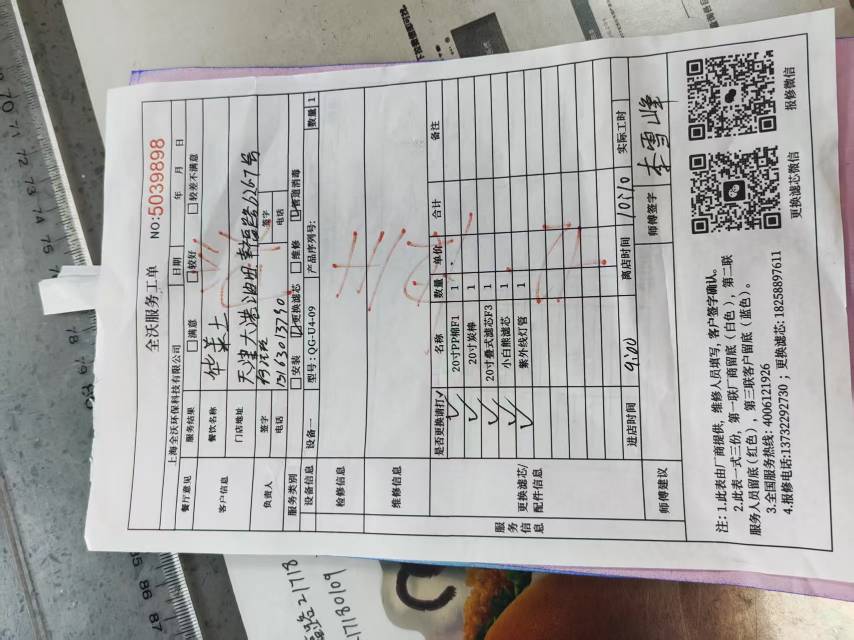 全沃服务工单
NO:5039898
上海全沃环保科技有限公司 日期 年 月 日
餐厅意见 服务结果 满意 较好 较差不满意
客户信息 餐饮名称 华莱士
门店地址 天津大港油田 6267号
负责人 签字 签字
电话 13163013790 电话
服务类别 安装 更换滤芯 维修 管道消毒
设备信息 设备一 型号:QG-U4-09 产品序列号: 数量 1
检修信息
维修信息
服务信息
更换滤芯/配件信息
是否更换请打√ 名称 数量 单价 合计 备注
√ 20寸PP棉F1 1
√ 20寸炭棒 1
√ 20寸叠式滤芯F3 1
√ 小白熊滤芯 1
√ 紫外线灯管 1
进店时间 9:00 离店时间 10:10 实际工时
师傅建议 师傅签字 李雪峰
注: 1.此表由厂商提供, 维修人员填写, 客户签字确认。
2.此表一式三份, 第一联厂商留底(白色), 第二联
服务人员留底(红色), 第三联客户留底(蓝色)。
3.全国服务热线: 4006121926
4.报修电话:13732292730 ; 更换滤芯: 18258897611
更换滤芯微信 报修微信
21718
17180109